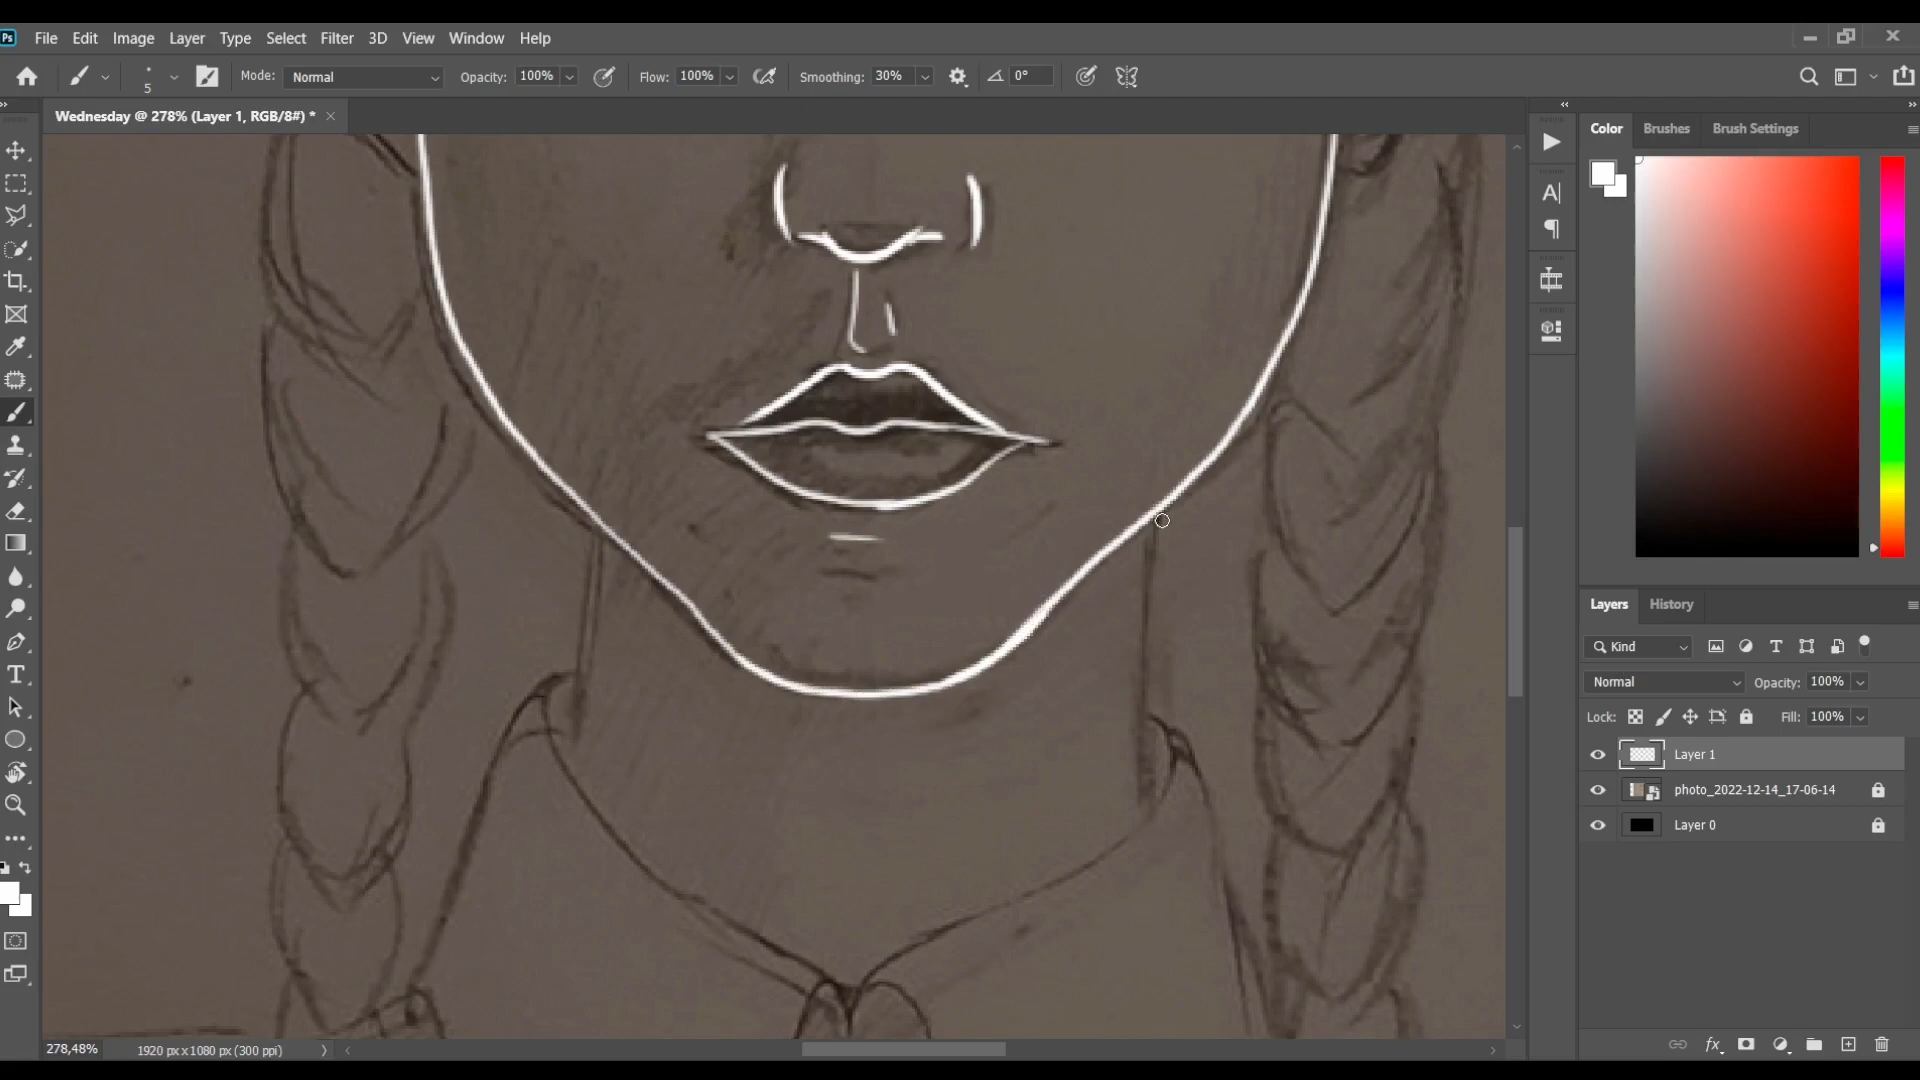 Ps File Edit Image Layer Type Select Filter 3D View Window Help
5 Mode: Normal Opacity: 100% Flow: 100% Smoothing: 30% 0°
Wednesday @ 278% (Layer 1, RGB/8#) *
Color Brushes Brush Settings
A
T
T
Layers History
Kind T
Normal Opacity: 100%
Lock: Fill: 100%
Layer 1
photo_2022-12-14_17-06-14
Layer 0
278,48% 1920 px x 1080 px (300 ppi)
fx